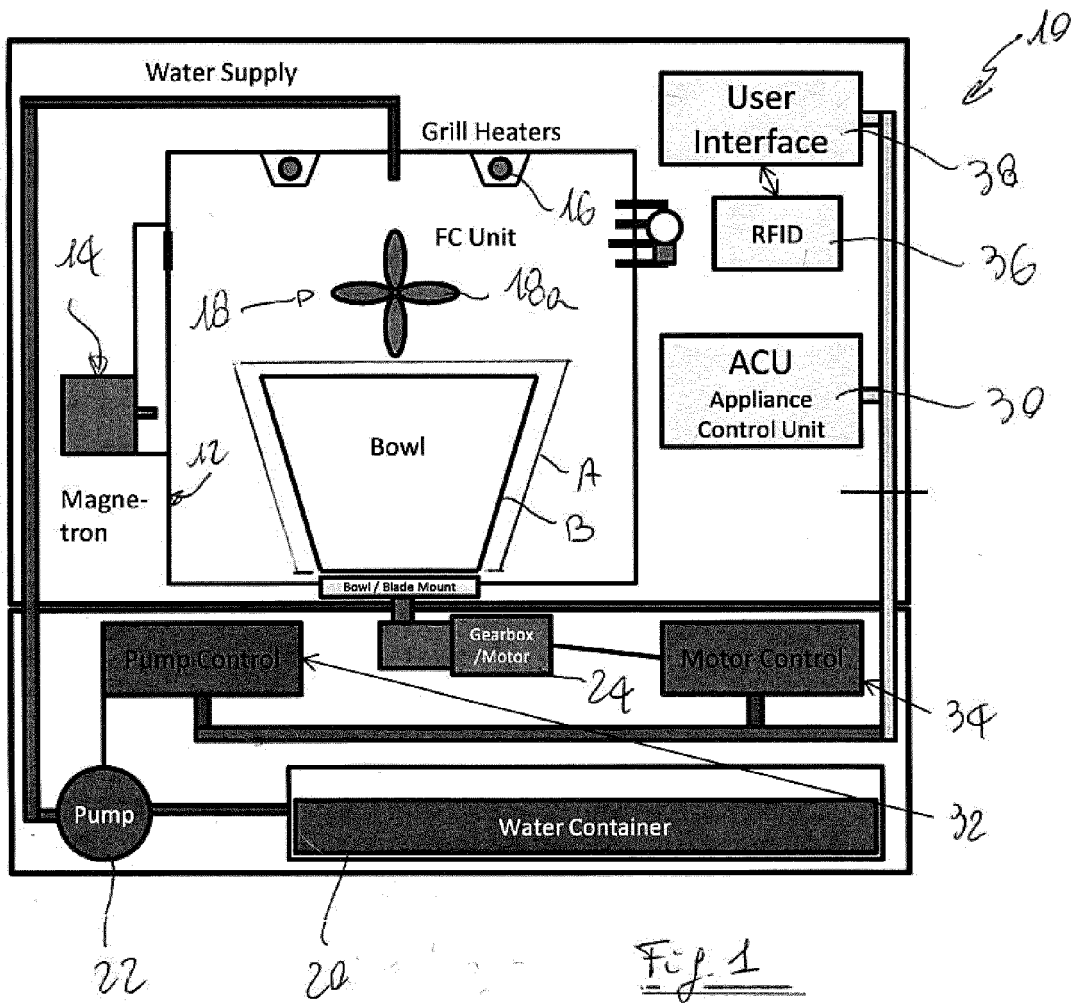 10
Water Supply
User
Interface
Grill Heaters
38
16
RFID
36
FC Unit
14
18
18a
ACU
Appliance
Control Unit
30
Bowl
A
12
B
Magne-
tron
Bowl / Blade Mount
Pump Control
Gearbox
/Motor
Motor Control
24
34
Pump
Water Container
32
22
20
Fig. 1